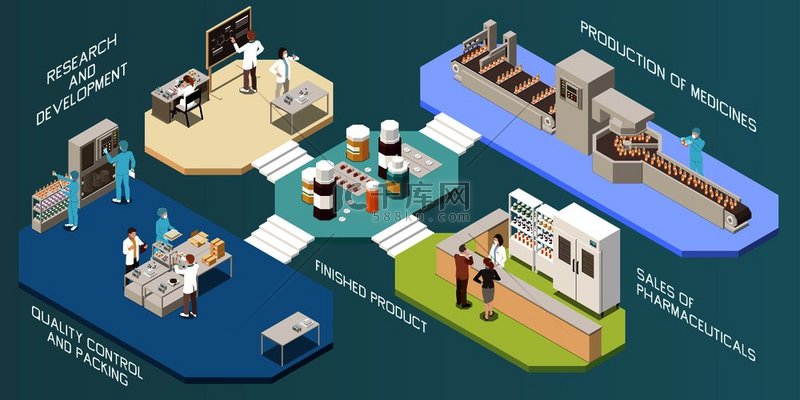 RESEARCH
AND
DEVELOPMENT
PRODUCTION OF MEDICINES
千库网
588ku.com
FINISHED PRODUCT
SALES OF
PHARMACEUTICALS
QUALITY CONTROL
AND PACKING